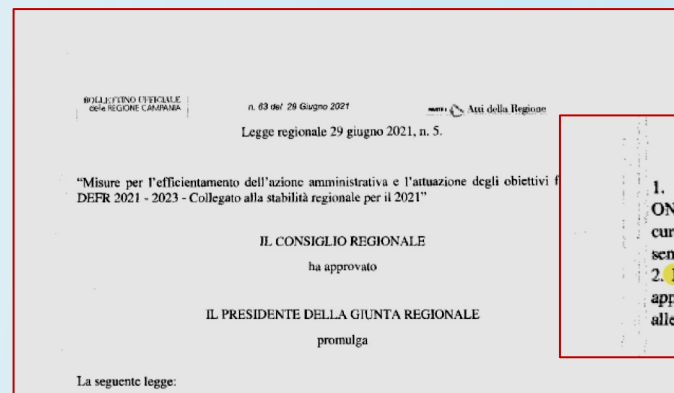 BOLLETTINO UFFICIALE
della REGIONE CAMPANIA
n. 63 del 29 Giugno 2021
Atti della Regione
Legge regionale 29 giugno 2021, n. 5.
“Misure per l’efficientamento dell’azione amministrativa e l’attuazione degli obiettivi f
DEFR 2021 - 2023 - Collegato alla stabilità regionale per il 2021”
IL CONSIGLIO REGIONALE
ha approvato
IL PRESIDENTE DELLA GIUNTA REGIONALE
promulga
La seguente legge:
1.
ON
cur
sen
2.
app
alle